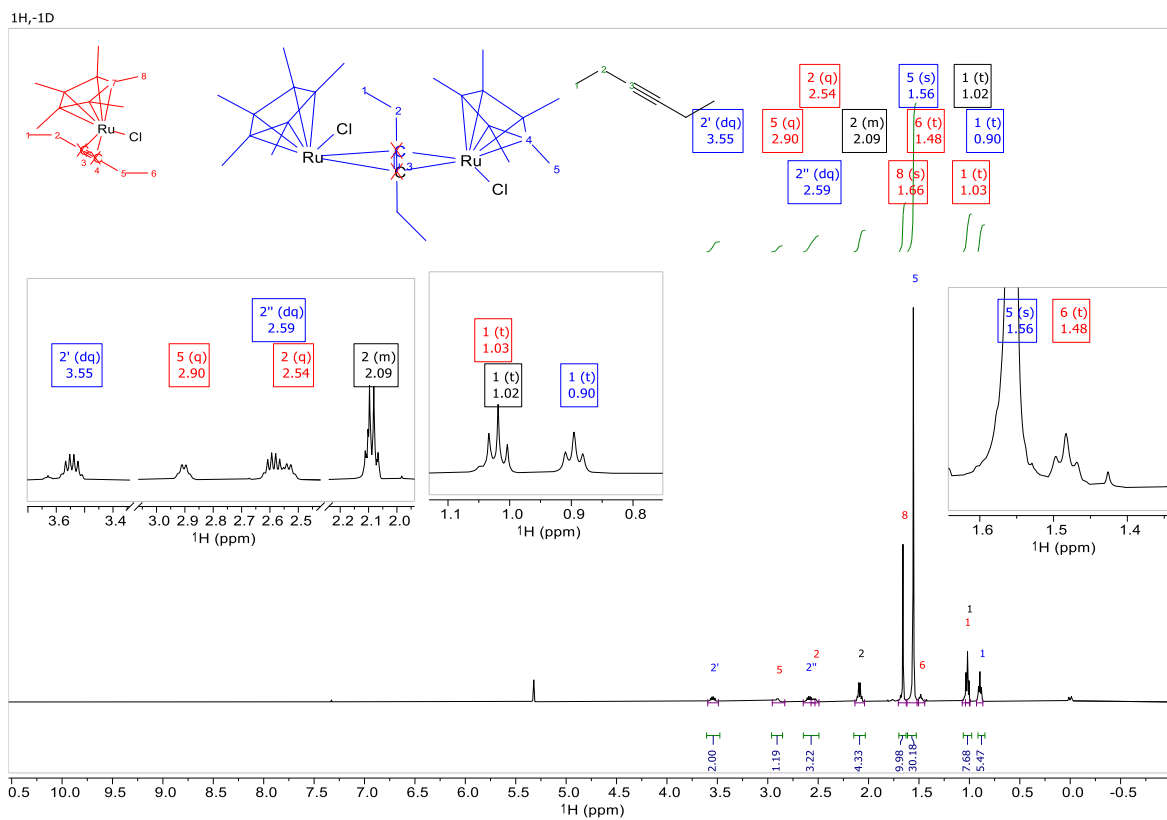 1H,-1D
7
8
Ru
Cl
1
2
3
4
5
6
1
2
Cl
Ru
C
C
3
Ru
Cl
4
5
1
2
3
2 (q)
2.54
5 (s)
1.56
1 (t)
1.02
2' (dq)
3.55
5 (q)
2.90
2 (m)
2.09
6 (t)
1.48
1 (t)
0.90
2'' (dq)
2.59
8 (s)
1.66
1 (t)
1.03
2'' (dq)
2.59
2' (dq)
3.55
5 (q)
2.90
2 (q)
2.54
2 (m)
2.09
3.6 3.4 3.0 2.9 2.8 2.7 2.6 2.5 2.2 2.1 2.0
1H (ppm)
1 (t)
1.03
1 (t)
1.02
1 (t)
0.90
1.1 1.0 0.9 0.8
1H (ppm)
5 (s)
1.56
6 (t)
1.48
1.6 1.5 1.4
1H (ppm)
5
8
1
1
2' 5 2 2'' 2 6 1
2.00 1.19 3.22 4.33 9.98 30.18 7.68 5.47
0.5 10.0 9.5 9.0 8.5 8.0 7.5 7.0 6.5 6.0 5.5 5.0 4.5 4.0 3.5 3.0 2.5 2.0 1.5 1.0 0.5 0.0 -0.5
1H (ppm)